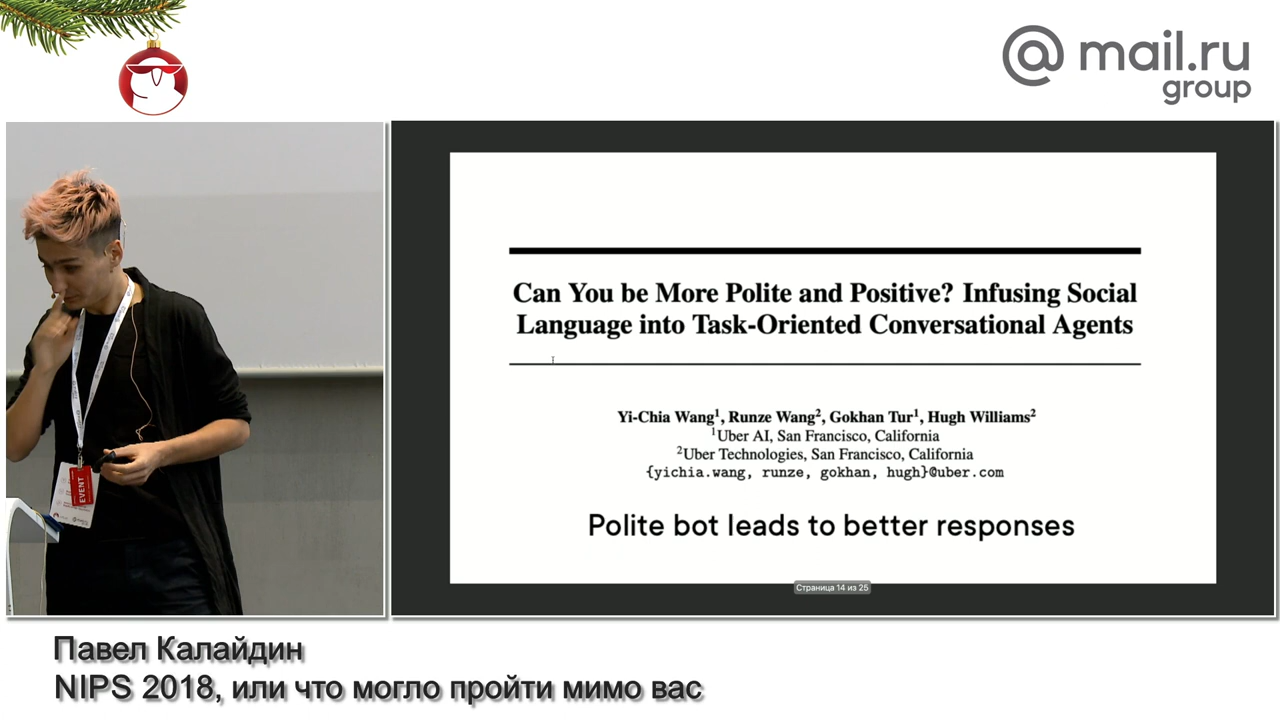 @ mail.ru
group
Can You be More Polite and Positive? Infusing Social
Language into Task-Oriented Conversational Agents
Yi-Chia Wang¹, Runze Wang², Gokhan Tur¹, Hugh Williams²
¹Uber AI, San Francisco, California
²Uber Technologies, San Francisco, California
{yichia.wang, runze, gokhan, hugh}@uber.com
Polite bot leads to better responses
Страница 14 из 25
EVENT
Павел Калайдин
NIPS 2018, или что могло пройти мимо вас